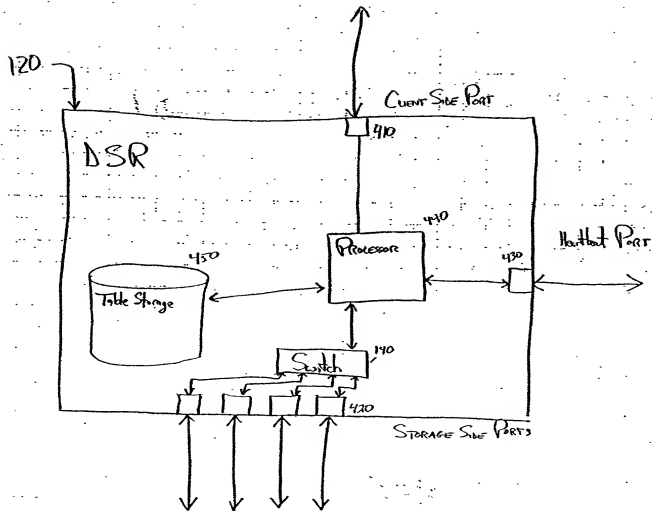 120
CLIENT SIDE PORT
410
DSR
440
PROCESSOR
Heartbeat PORT
430
450
Table Storage
140
Switch
420
STORAGE SIDE PORTS